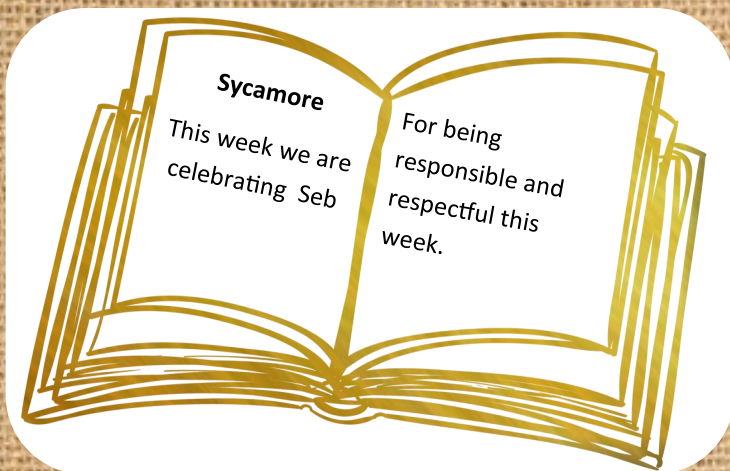 Sycamore
This week we are
celebrating  Seb
For being
responsible and
respectful this
week.